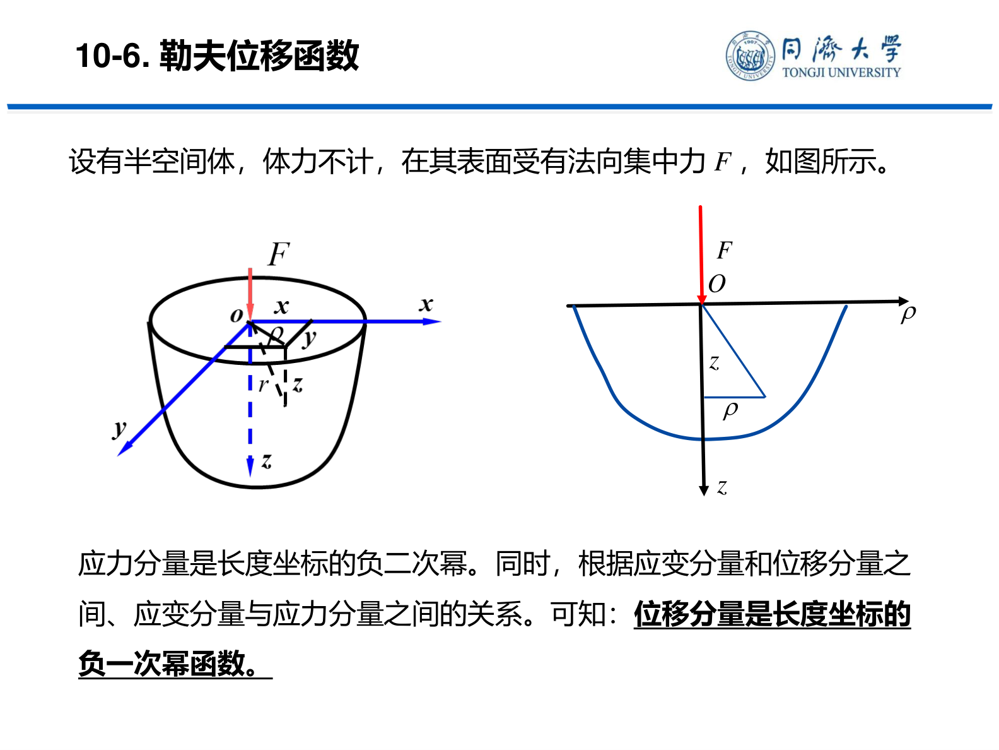 10-6. 勒夫位移函数
1907
同济大学
TONGJI UNIVERSITY
TONGJI UNIVERSITY
设有半空间体，体力不计，在其表面受有法向集中力 F ，如图所示。
F
o
x
x
ρ
y
r
z
y
z
F
O
ρ
z
ρ
z
应力分量是长度坐标的负二次幂。同时，根据应变分量和位移分量之
间、应变分量与应力分量之间的关系。可知：位移分量是长度坐标的
负一次幂函数。